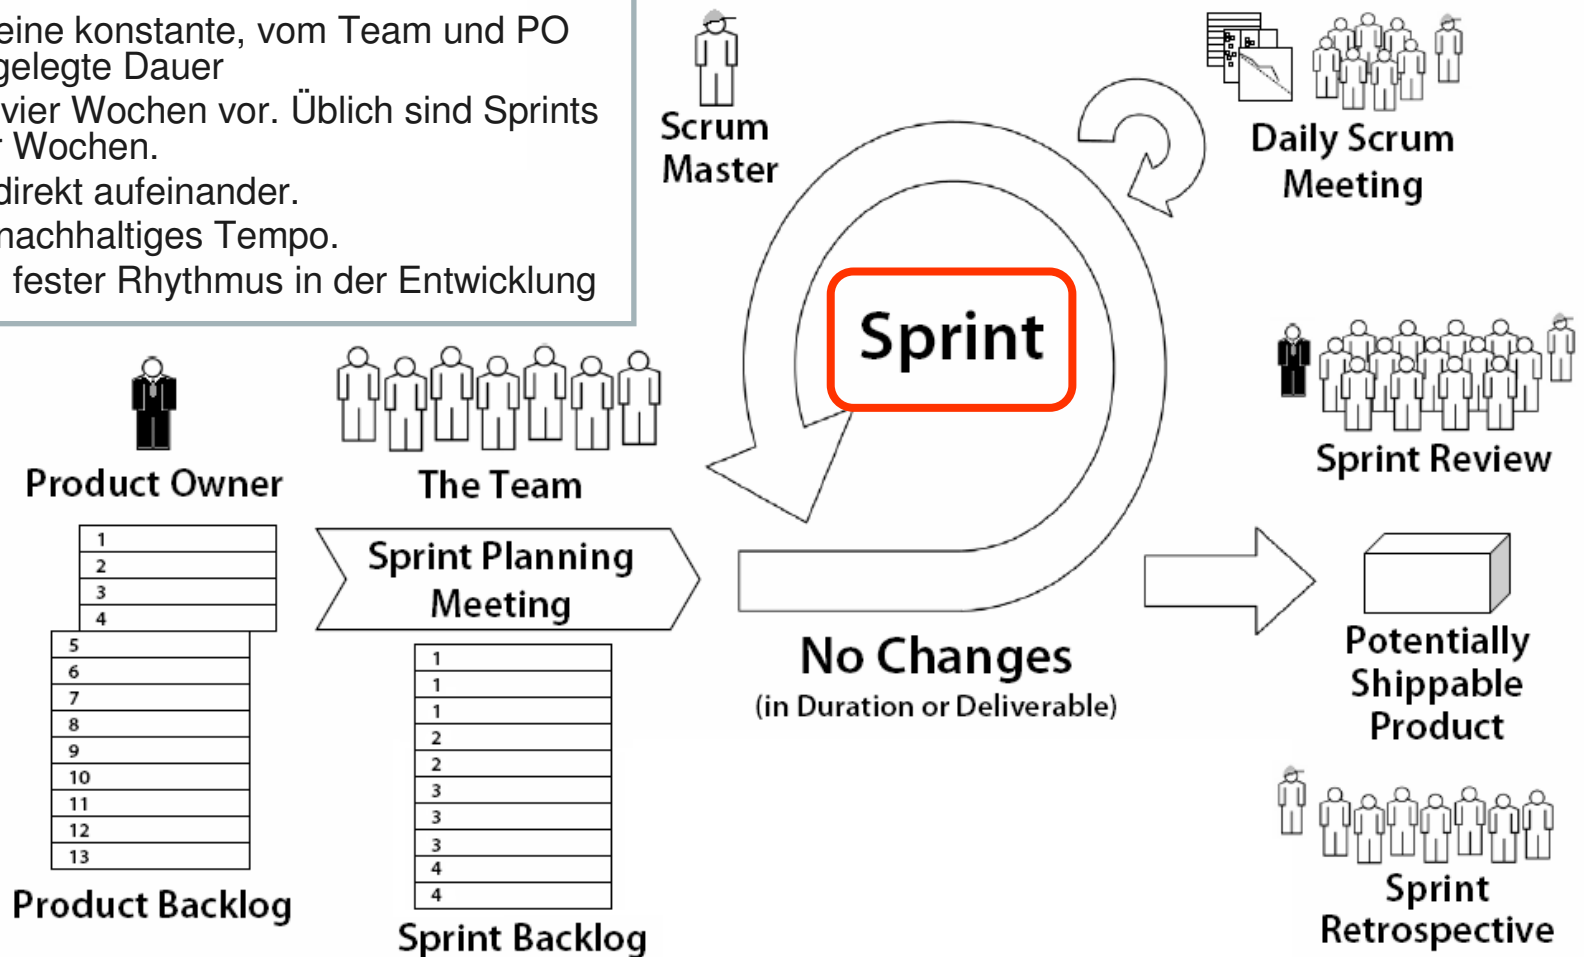 eine konstante, vom Team und PO
gelegte Dauer
vier Wochen vor. Üblich sind Sprints
Wochen.
direkt aufeinander.
nachhaltiges Tempo.
fester Rhythmus in der Entwicklung
Scrum
Master
Daily Scrum
Meeting
Sprint
Product Owner
The Team
Sprint Review
1
2
3
4
5
6
7
8
9
10
11
12
13
Product Backlog
Sprint Planning
Meeting
1
1
1
2
2
3
3
3
4
4
Sprint Backlog
No Changes
(in Duration or Deliverable)
Potentially
Shippable
Product
Sprint
Retrospective